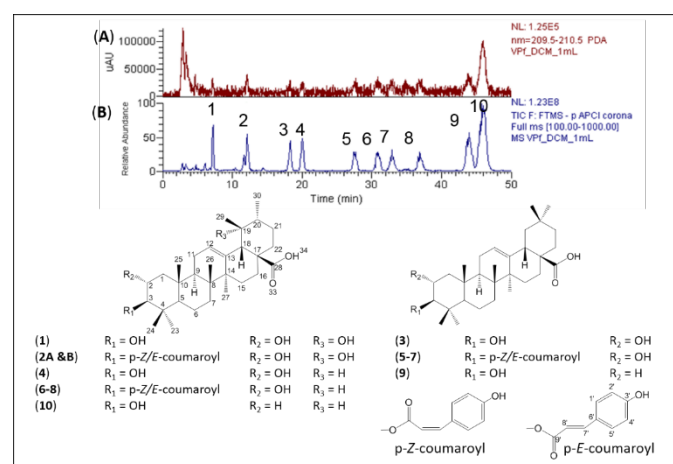 (A)
NL: 1.25E5
nm=209.5-210.5 PDA
VPf_DCM_1mL
uAU
100000
50000
0
(B)
NL: 1.23E8
TIC F: FTMS - p APCI corona
Full ms [100.00-1000.00]
MS VPf_DCM_1mL
Relative Abundance
100
50
0
1 2 3 4 5 6 7 8 9 10
0 10 20 30 40 50
Time (min)
30
29 20 21
R3 19 22
12 18 17 OH 34
11 13 28
25 26 16 O
R2 1 9 14 33
2 10 8 H 15
3 5 7 27
R1 4 6
24 23
OH
O
R2
H
R1
(1) R1 = OH R2 = OH R3 = OH
(2A &B) R1 = p-Z/E-coumaroyl R2 = OH R3 = OH
(4) R1 = OH R2 = OH R3 = H
(6-8) R1 = p-Z/E-coumaroyl R2 = OH R3 = H
(10) R1 = OH R2 = H R3 = H
(3) R1 = OH R2 = OH
(5-7) R1 = p-Z/E-coumaroyl R2 = OH
(9) R1 = OH R2 = H
OH
O
O
p-Z-coumaroyl
2'
1' 3' OH
8' 6' 4'
O 9' 7' 5'
O
p-E-coumaroyl